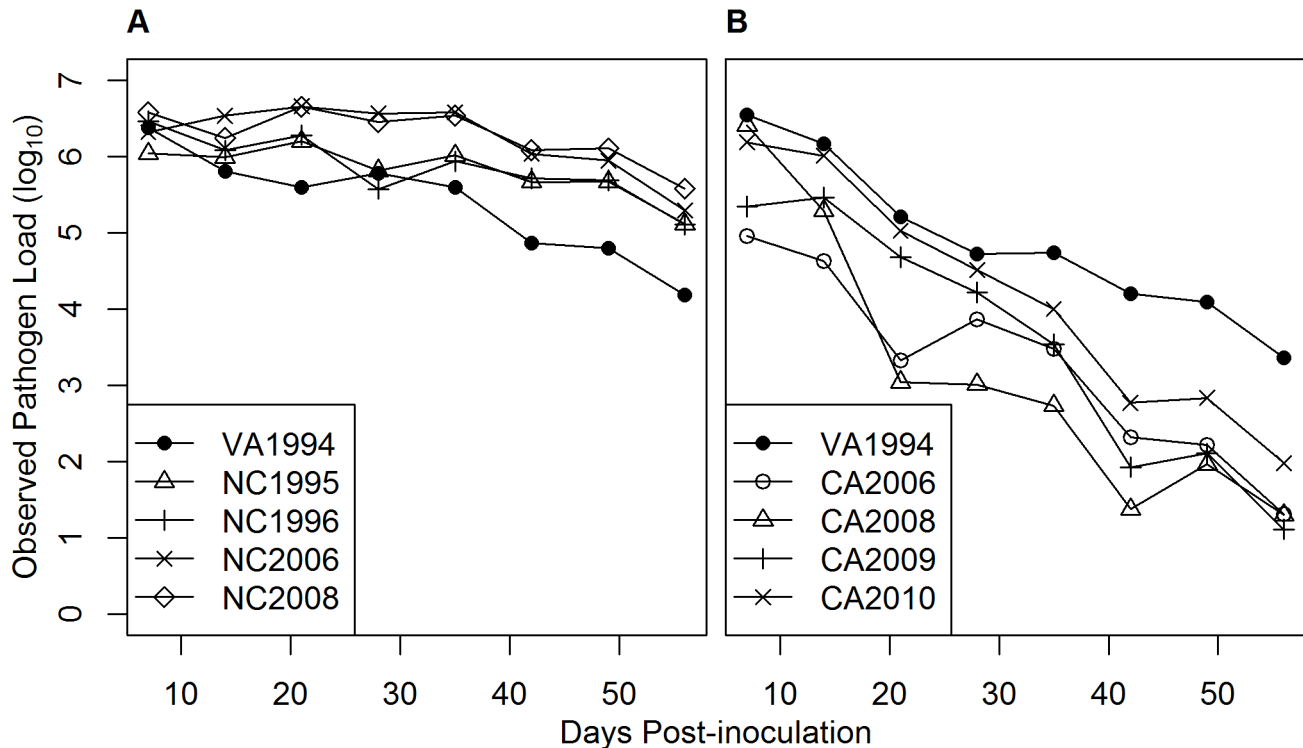 A
B
Observed Pathogen Load (log10)
7
6
5
4
3
2
1
0
VA1994
NC1995
NC1996
NC2006
NC2008
VA1994
CA2006
CA2008
CA2009
CA2010
10 20 30 40 50
10 20 30 40 50
Days Post-inoculation